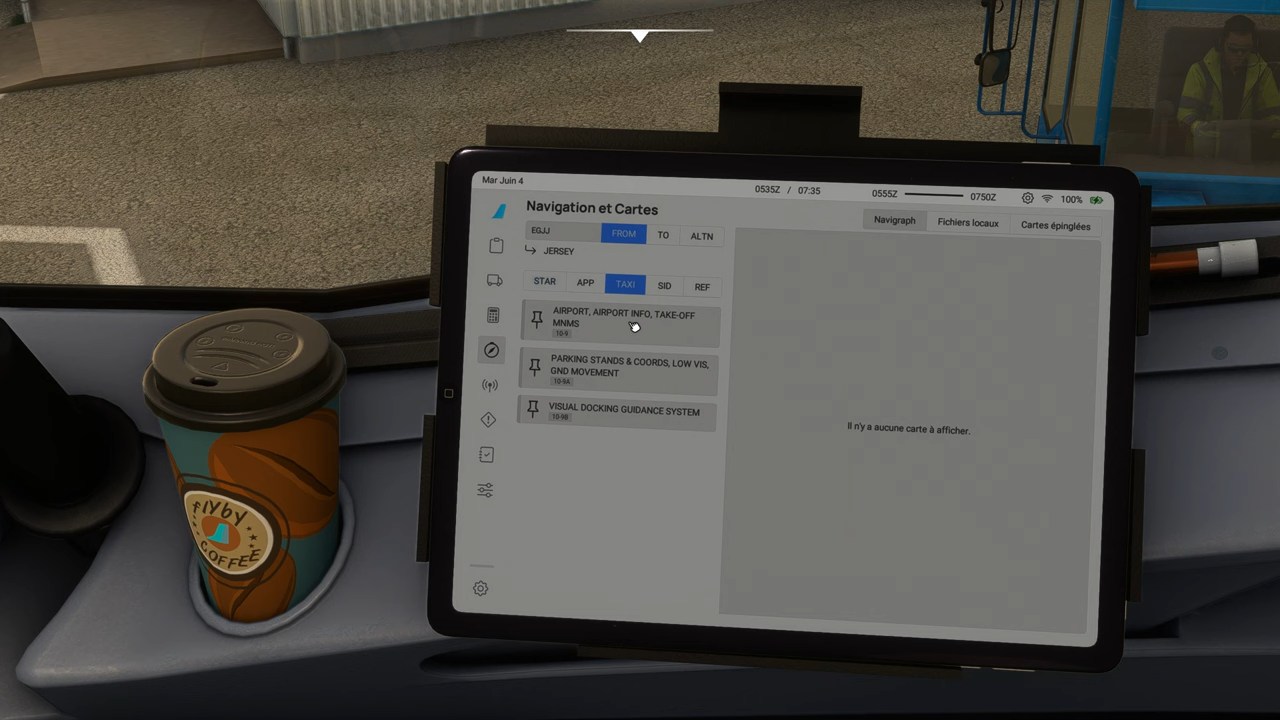 Mar Juin 4
0535Z / 07:35
0555Z
0750Z
100%
Navigation et Cartes
Navigraph
Fichiers locaux
Cartes épinglées
EGJJ
FROM
TO
ALTN
JERSEY
STAR
APP
TAXI
SID
REF
AIRPORT, AIRPORT INFO, TAKE-OFF
MNMS
10-9
PARKING STANDS & COORDS, LOW VIS,
GND MOVEMENT
10-9A
VISUAL DOCKING GUIDANCE SYSTEM
10-9B
Il n'y a aucune carte à afficher.
flyby
COFFEE